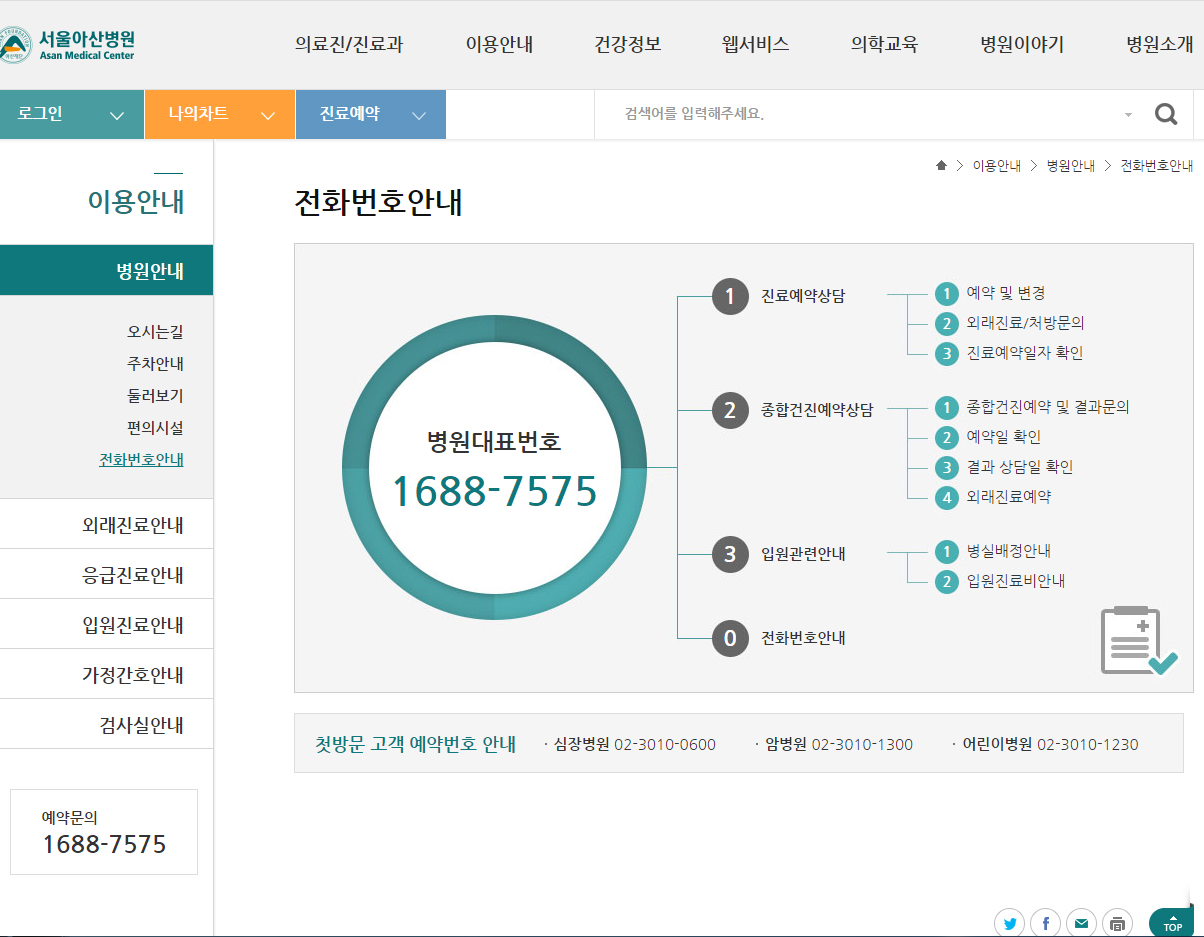 서울아산병원
Asan Medical Center
의료진/진료과 이용안내 건강정보 웹서비스 의학교육 병원이야기 병원소개
로그인 나의차트 진료예약 검색어를 입력해주세요.
이용안내 병원안내 전화번호안내
이용안내
병원안내
오시는길
주차안내
둘러보기
편의시설
전화번호안내
외래진료안내
응급진료안내
입원진료안내
가정간호안내
검사실안내
예약문의
1688-7575
전화번호안내
병원대표번호
1688-7575
1 진료예약상담
1 예약 및 변경
2 외래진료/처방문의
3 진료예약일자 확인
2 종합건진예약상담
1 종합건진예약 및 결과문의
2 예약일 확인
3 결과 상담일 확인
4 외래진료예약
3 입원관련안내
1 병실배정안내
2 입원진료비안내
0 전화번호안내
첫방문 고객 예약번호 안내 · 심장병원 02-3010-0600 · 암병원 02-3010-1300 · 어린이병원 02-3010-1230
TOP